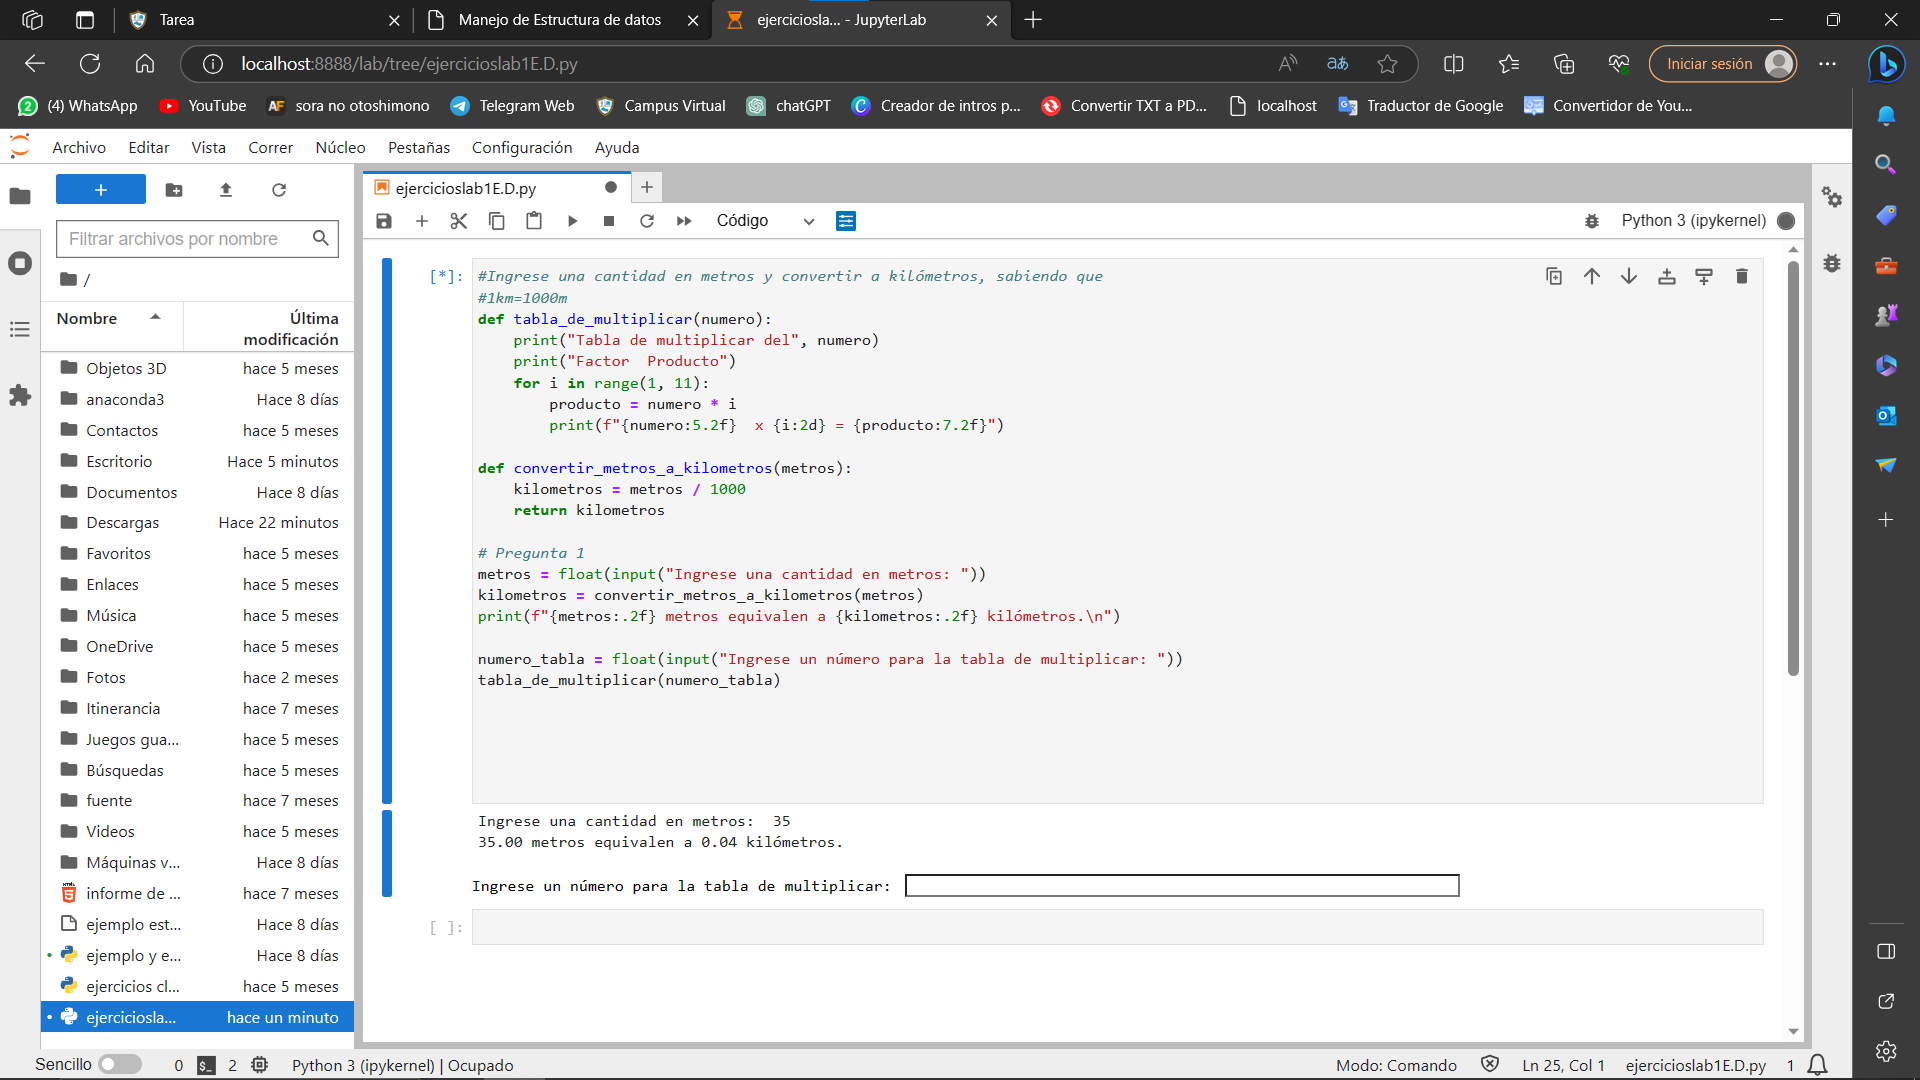 Tarea
Manejo de Estructura de datos
ejerciciosla... - JupyterLab
localhost:8888/lab/tree/ejercicioslab1E.D.py
Iniciar sesión
(4) WhatsApp
YouTube
sora no otoshimono
Telegram Web
Campus Virtual
chatGPT
Creador de intros p...
Convertir TXT a PD...
localhost
Traductor de Google
Convertidor de You...
Archivo Editar Vista Correr Núcleo Pestañas Configuración Ayuda
Filtrar archivos por nombre
/
Nombre Última modificación
Objetos 3D hace 5 meses
anaconda3 Hace 8 días
Contactos hace 5 meses
Escritorio Hace 5 minutos
Documentos Hace 8 días
Descargas Hace 22 minutos
Favoritos hace 5 meses
Enlaces hace 5 meses
Música hace 5 meses
OneDrive hace 5 meses
Fotos hace 2 meses
Itinerancia hace 7 meses
Juegos gua... hace 5 meses
Búsquedas hace 5 meses
fuente hace 7 meses
Videos hace 5 meses
Máquinas v... Hace 8 días
informe de ... hace 7 meses
ejemplo est... Hace 8 días
ejemplo y e... Hace 8 días
ejercicios cl... hace 5 meses
ejerciciosla... hace un minuto
ejercicioslab1E.D.py
Código
Python 3 (ipykernel)
[*]:
#Ingrese una cantidad en metros y convertir a kilómetros, sabiendo que
#1km=1000m
def tabla_de_multiplicar(numero):
    print("Tabla de multiplicar del", numero)
    print("Factor  Producto")
    for i in range(1, 11):
        producto = numero * i
        print(f"{numero:5.2f}  x {i:2d} = {producto:7.2f}")
def convertir_metros_a_kilometros(metros):
    kilometros = metros / 1000
    return kilometros
# Pregunta 1
metros = float(input("Ingrese una cantidad en metros: "))
kilometros = convertir_metros_a_kilometros(metros)
print(f"{metros:.2f} metros equivalen a {kilometros:.2f} kilómetros.\n")
numero_tabla = float(input("Ingrese un número para la tabla de multiplicar: "))
tabla_de_multiplicar(numero_tabla)
Ingrese una cantidad en metros:  35
35.00 metros equivalen a 0.04 kilómetros.
Ingrese un número para la tabla de multiplicar:
[ ]:
Sencillo 0 2 Python 3 (ipykernel) | Ocupado
Modo: Comando Ln 25, Col 1 ejercicioslab1E.D.py 1